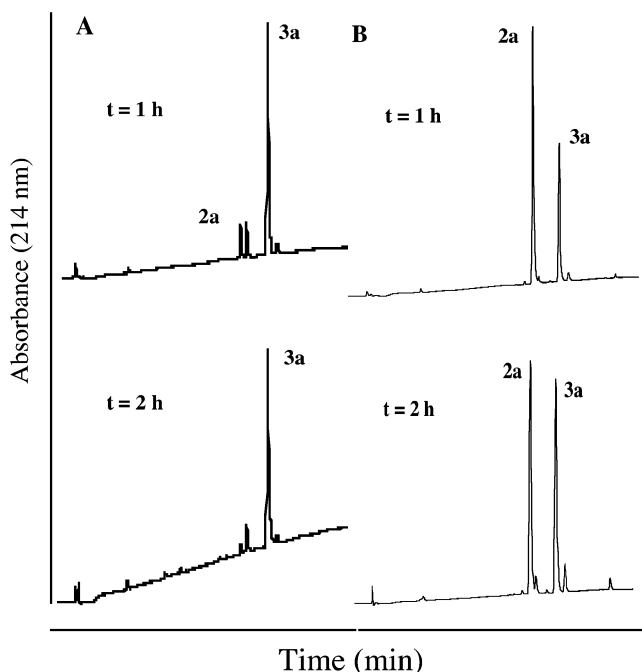 A
3a
t = 1 h
2a
B
2a
3a
t = 1 h
3a
t = 2 h
2a
3a
t = 2 h
Absorbance (214 nm)
Time (min)